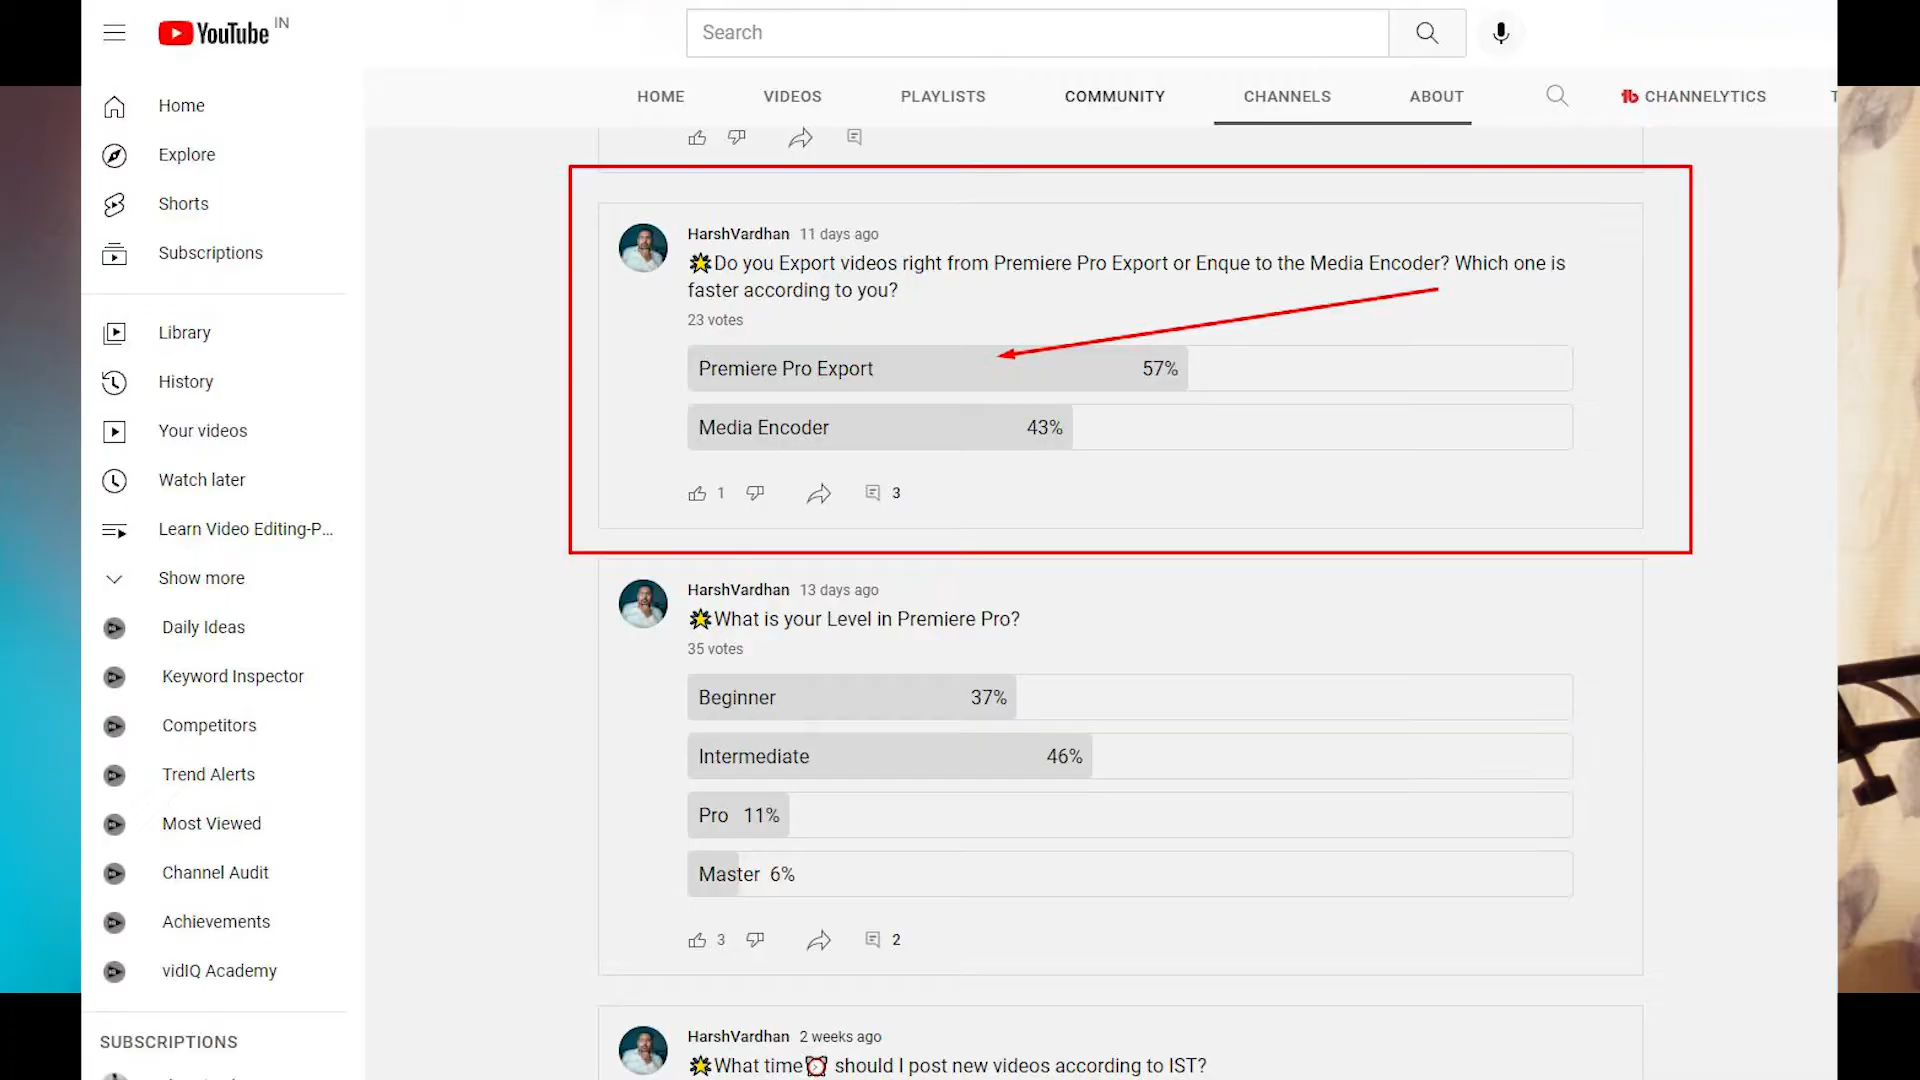 YouTube IN
Search
HOME VIDEOS PLAYLISTS COMMUNITY CHANNELS ABOUT CHANNELYTICS
Home
Explore
Shorts
Subscriptions
Library
History
Your videos
Watch later
Learn Video Editing-P...
Show more
Daily Ideas
Keyword Inspector
Competitors
Trend Alerts
Most Viewed
Channel Audit
Achievements
vidIQ Academy
SUBSCRIPTIONS
HarshVardhan 11 days ago
🌟Do you Export videos right from Premiere Pro Export or Enque to the Media Encoder? Which one is
faster according to you?
23 votes
Premiere Pro Export 57%
Media Encoder 43%
1 3
HarshVardhan 13 days ago
🌟What is your Level in Premiere Pro?
35 votes
Beginner 37%
Intermediate 46%
Pro 11%
Master 6%
3 2
HarshVardhan 2 weeks ago
🌟What time⏰ should I post new videos according to IST?